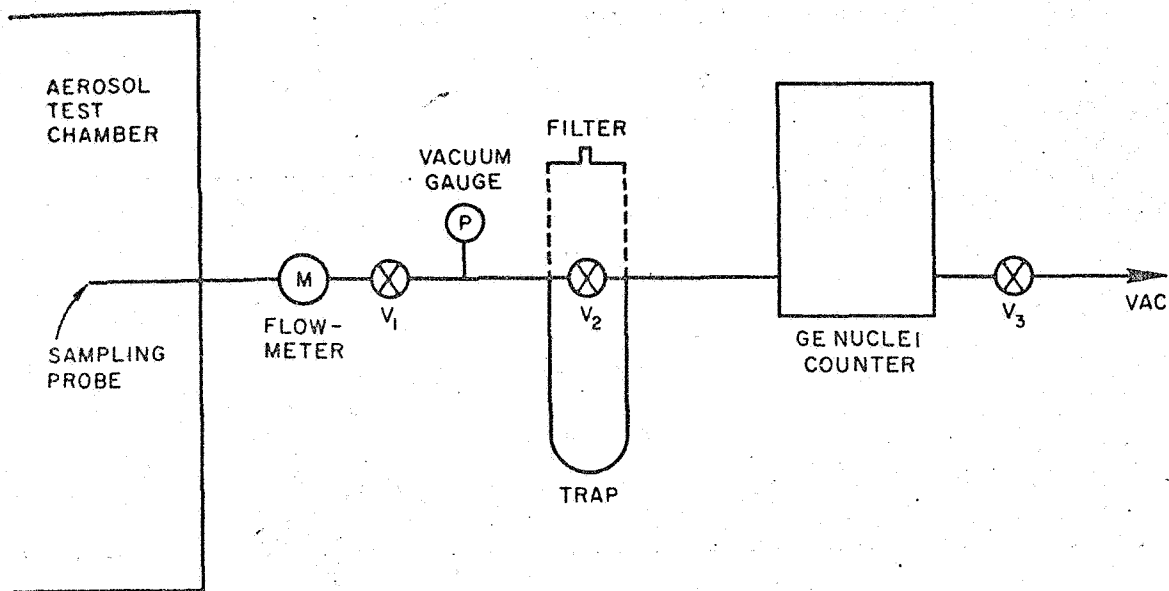 AEROSOL
TEST
CHAMBER
SAMPLING
PROBE
M
FLOW-
METER
V₁
VACUUM
GAUGE
P
FILTER
V₂
TRAP
GE NUCLEI
COUNTER
V₃
VAC